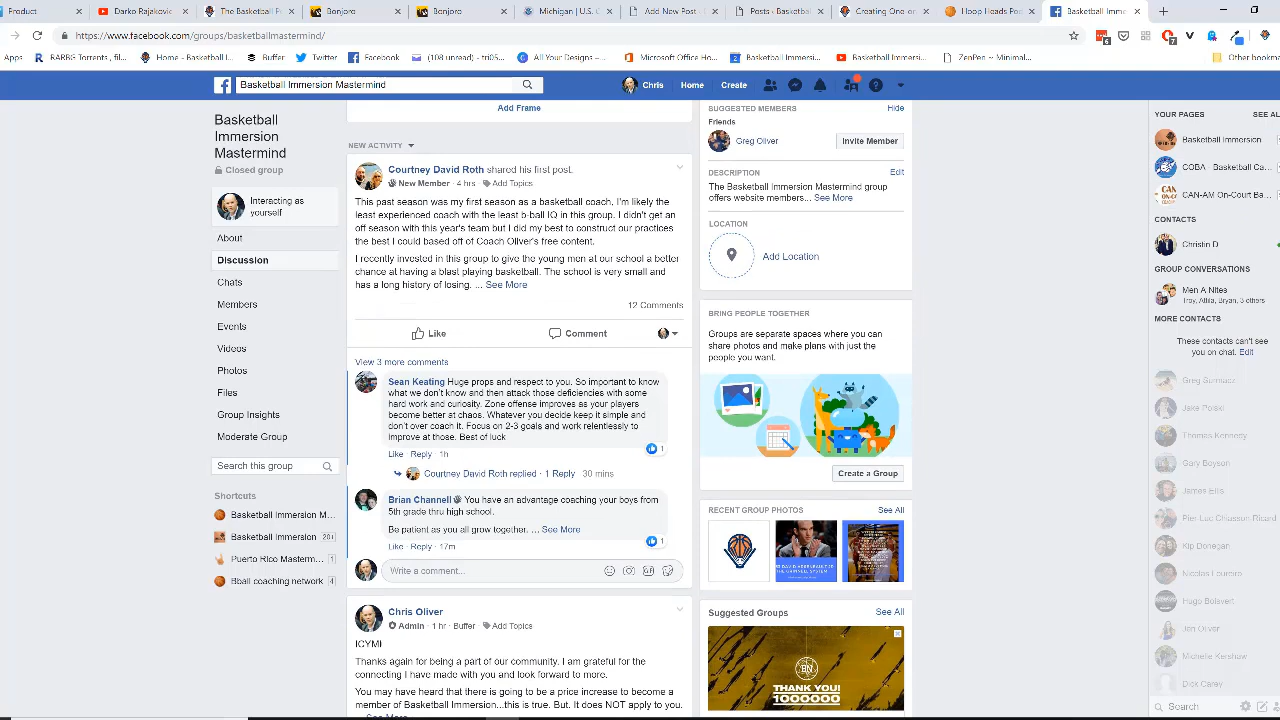 Product
Darko Rajakovic
The Basketball P
Bonjoro
Bonjoro
Michigan | U.S. C
Add New Post
Posts - Basketba
Creating One on
Hoop Heads Pod
Basketball Imme
https://www.facebook.com/groups/basketballmastermind/
Apps
RARBG Torrents, fil...
Home - Basketball I...
Buffer
Twitter
Facebook
(108 unread)...
All Your Designs -...
Microsoft Office Ho...
Basketball Immersi...
Basketball Immersi...
ZenPen – Minimal...
Other bookm
Basketball Immersion Mastermind
Chris
Home
Create
Basketball
Immersion
Mastermind
Closed group
Interacting as
yourself
About
Discussion
Chats
Members
Events
Videos
Photos
Files
Group Insights
Moderate Group
Search this group
Shortcuts
Basketball Immersion M...
Basketball Immersion 20+
Puerto Rico Masterm...
Bball coaching network 3
Add Frame
NEW ACTIVITY
Courtney David Roth shared his first post.
New Member · 4 hrs · Add Topics
This past season was my first season as a basketball coach. I'm likely the
least experienced coach with the least b-ball IQ in this group. I didn't get an
off season with this year's team but I did my best to construct our practices
the best I could based off of Coach Oliver's free content.
I recently invested in this group to give the young men at our school a better
chance at having a blast playing basketball. The school is very small and
has a long history of losing. ... See More
12 Comments
Like
Comment
View 3 more comments
Sean Keating Huge props and respect to you. So important to know
what we don't know and then attack those deficiencies with some
hard work and curiosity. Zone offense improves as your players
become better at chaos. Whatever you decide keep it simple and
don't over coach it. Focus on 2-3 goals and work relentlessly to
improve at those. Best of luck
1
Like · Reply · 1h
Courtney David Roth replied · 1 Reply 30 mins
Brian Channell You have an advantage coaching your boys from
5th grade thru high school.
Be patient as you all grow together. ... See More
1
Like · Reply · 17m
Write a comment...
Chris Oliver
Admin · 1 hr · Buffer · Add Topics
ICYMI
Thanks again for being part of our community. I am grateful for the
connecting I have made with you and look forward to more.
You may have heard that there is going to be a price increase to become a
part of Basketball Immersion...this increase does NOT apply to you.
See More
SUGGESTED MEMBERS
Hide
Friends
Greg Oliver
Invite Member
DESCRIPTION
Edit
The Basketball Immersion Mastermind group
offers website members... See More
LOCATION
Add Location
BRING PEOPLE TOGETHER
Groups are separate spaces where you can
share photos and make plans with just the
people you want.
Create a Group
RECENT GROUP PHOTOS
See All
Suggested Groups
See All
THANK YOU!
1000000
YOUR PAGES
SEE AL
Basketball Immersion
COBA - Basketball Ca...
CAN-AM On-Court Ba...
CONTACTS
Christin D
GROUP CONVERSATIONS
Men A Nites
Troy, Attila, Bryan, 3 others
MORE CONTACTS
These contacts can't see
you on chat. Edit
Jake Polski
Thomas Kennedy
Gary Boyson
James Ellis
Pier-Luc Chiasson Ricard
Kip Donegan
Nicolas Loureiro
Jen Oliver
Michelle Kershaw
Dick Carey
Search